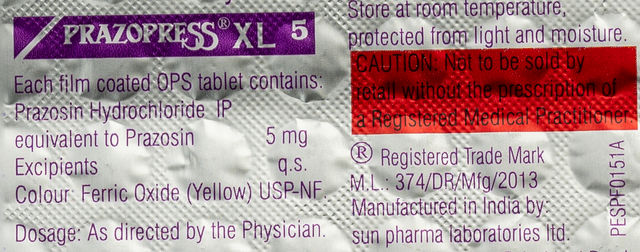 PRAZOPRESS® XL 5
Each film coated OPS tablet contains:
Prazosin Hydrochloride IP
equivalent to Prazosin 5 mg
Excipients q.s.
Colour Ferric Oxide (Yellow) USP-NF
Dosage: As directed by the Physician.
Store at room temperature,
protected from light and moisture.
CAUTION: Not to be sold by
retail without the prescription of
a Registered Medical Practitioner.
® Registered Trade Mark
M.L.: 374/DR/Mfg/2013
Manufactured in India by:
sun pharma laboratories ltd.
PESPF0151A